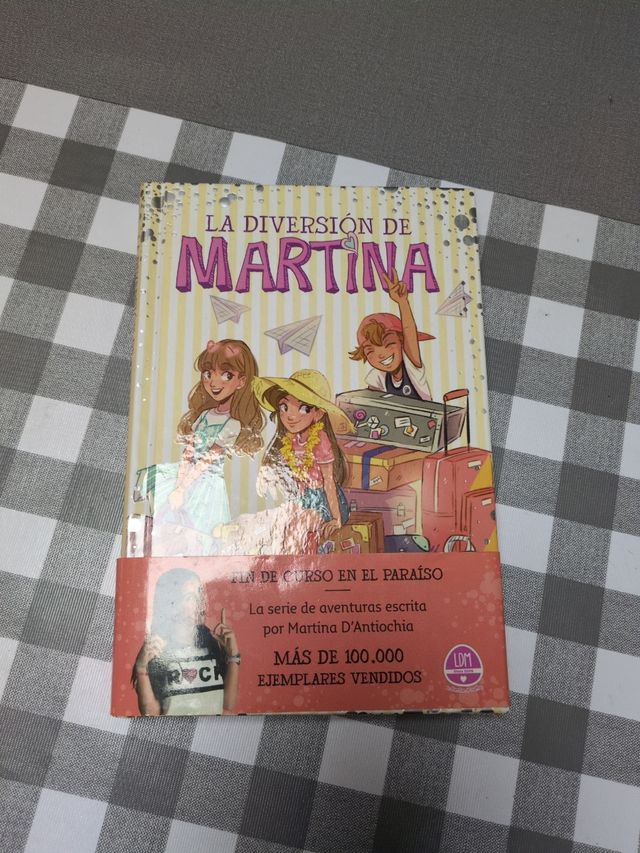 LA DIVERSIÓN DE
MARTINA
FIN DE CURSO EN EL PARAÍSO
La serie de aventuras escrita
por Martina D'Antiochia
MÁS DE 100.000
EJEMPLARES VENDIDOS
ROCK
LDM